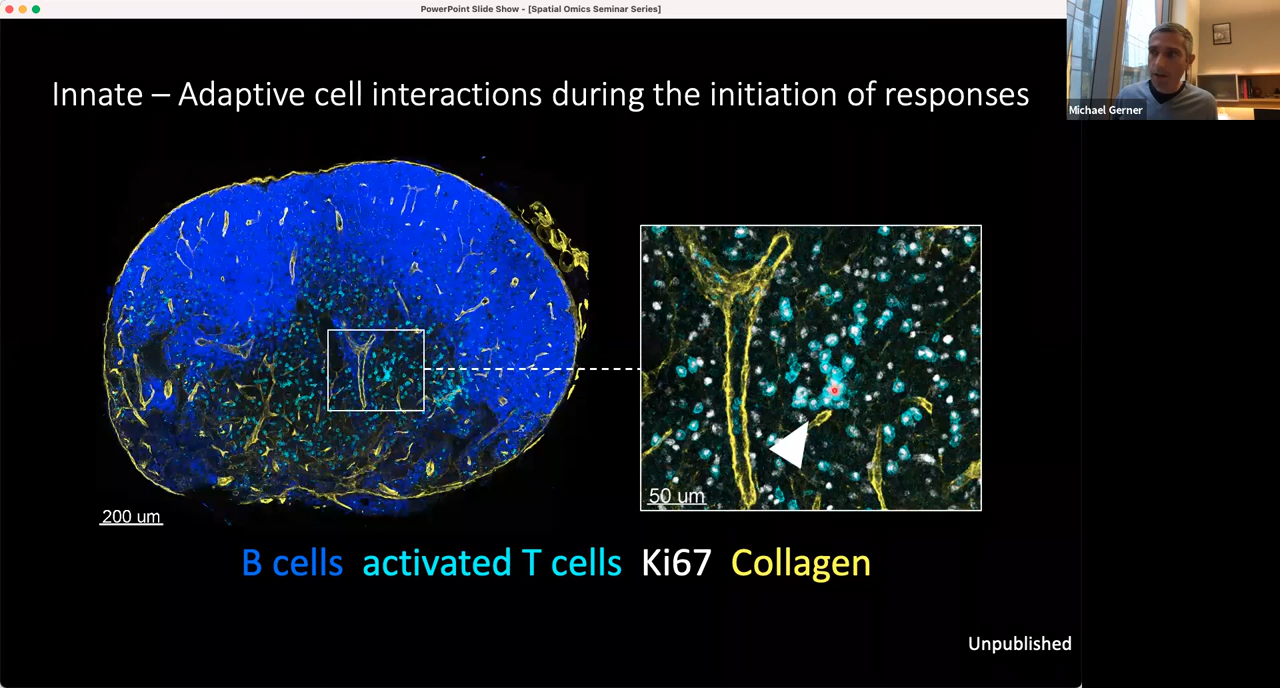 PowerPoint Slide Show - [Spatial Omics Seminar Series]
Michael Gerner
Innate – Adaptive cell interactions during the initiation of responses
50 um
200 um
B cells activated T cells Ki67 Collagen
Unpublished